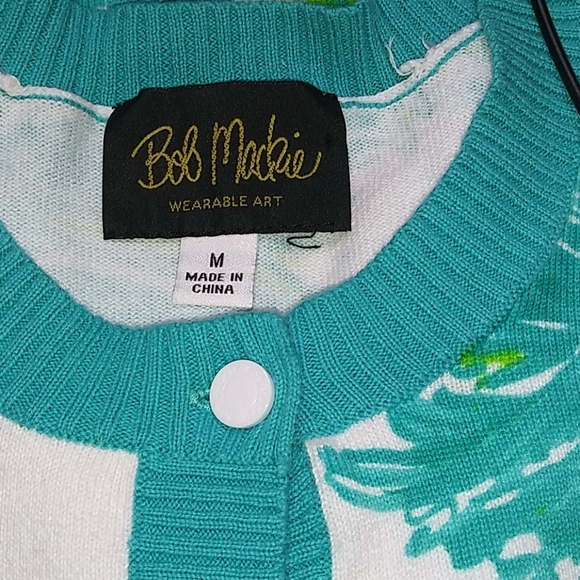 Bob Mackie
WEARABLE ART
M
MADE IN
CHINA